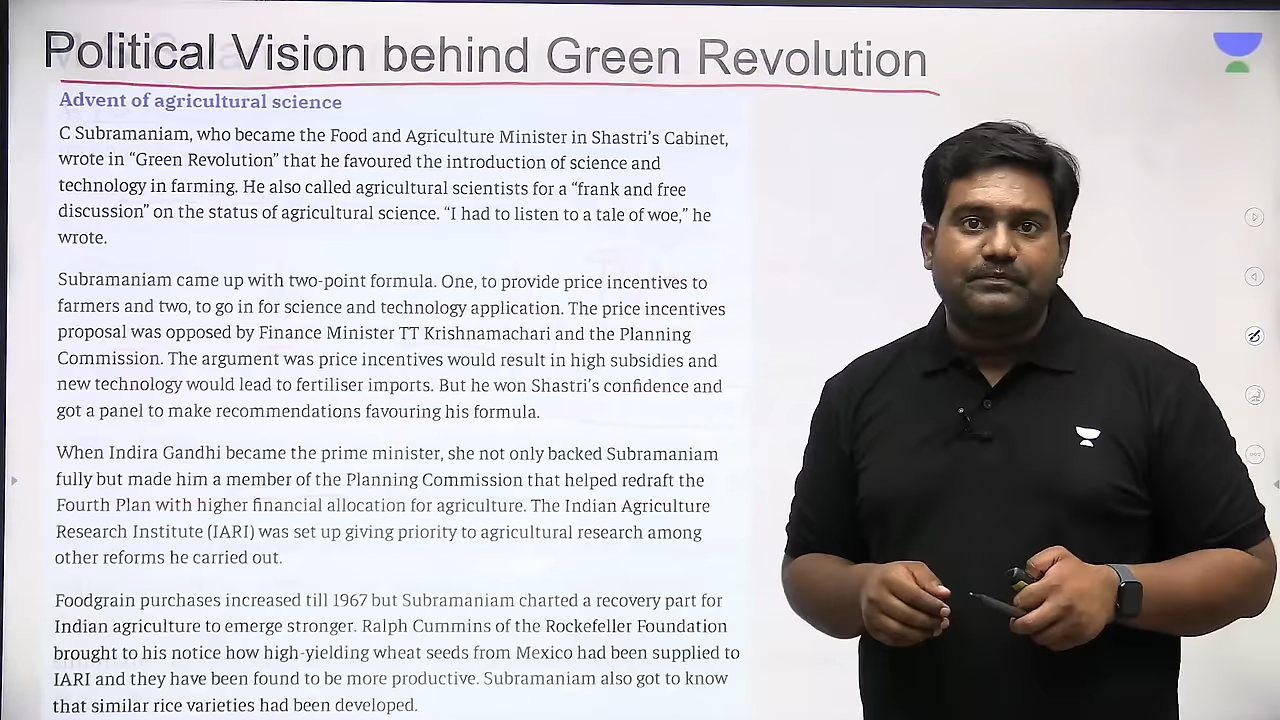 Political Vision behind Green Revolution
Advent of agricultural science
C Subramaniam, who became the Food and Agriculture Minister in Shastri's Cabinet,
wrote in “Green Revolution” that he favoured the introduction of science and
technology in farming. He also called agricultural scientists for a “frank and free
discussion” on the status of agricultural science. “I had to listen to a tale of woe,” he
wrote.
Subramaniam came up with two-point formula. One, to provide price incentives to
farmers and two, to go in for science and technology application. The price incentives
proposal was opposed by Finance Minister TT Krishnamachari and the Planning
Commission. The argument was price incentives would result in high subsidies and
new technology would lead to fertiliser imports. But he won Shastri's confidence and
got a panel to make recommendations favouring his formula.
When Indira Gandhi became the prime minister, she not only backed Subramaniam
fully but made him a member of the Planning Commission that helped redraft the
Fourth Plan with higher financial allocation for agriculture. The Indian Agriculture
Research Institute (IARI) was set up giving priority to agricultural research among
other reforms he carried out.
Foodgrain purchases increased till 1967 but Subramaniam charted a recovery part for
Indian agriculture to emerge stronger. Ralph Cummins of the Rockefeller Foundation
brought to his notice how high-yielding wheat seeds from Mexico had been supplied to
IARI and they have been found to be more productive. Subramaniam also got to know
that similar rice varieties had been developed.